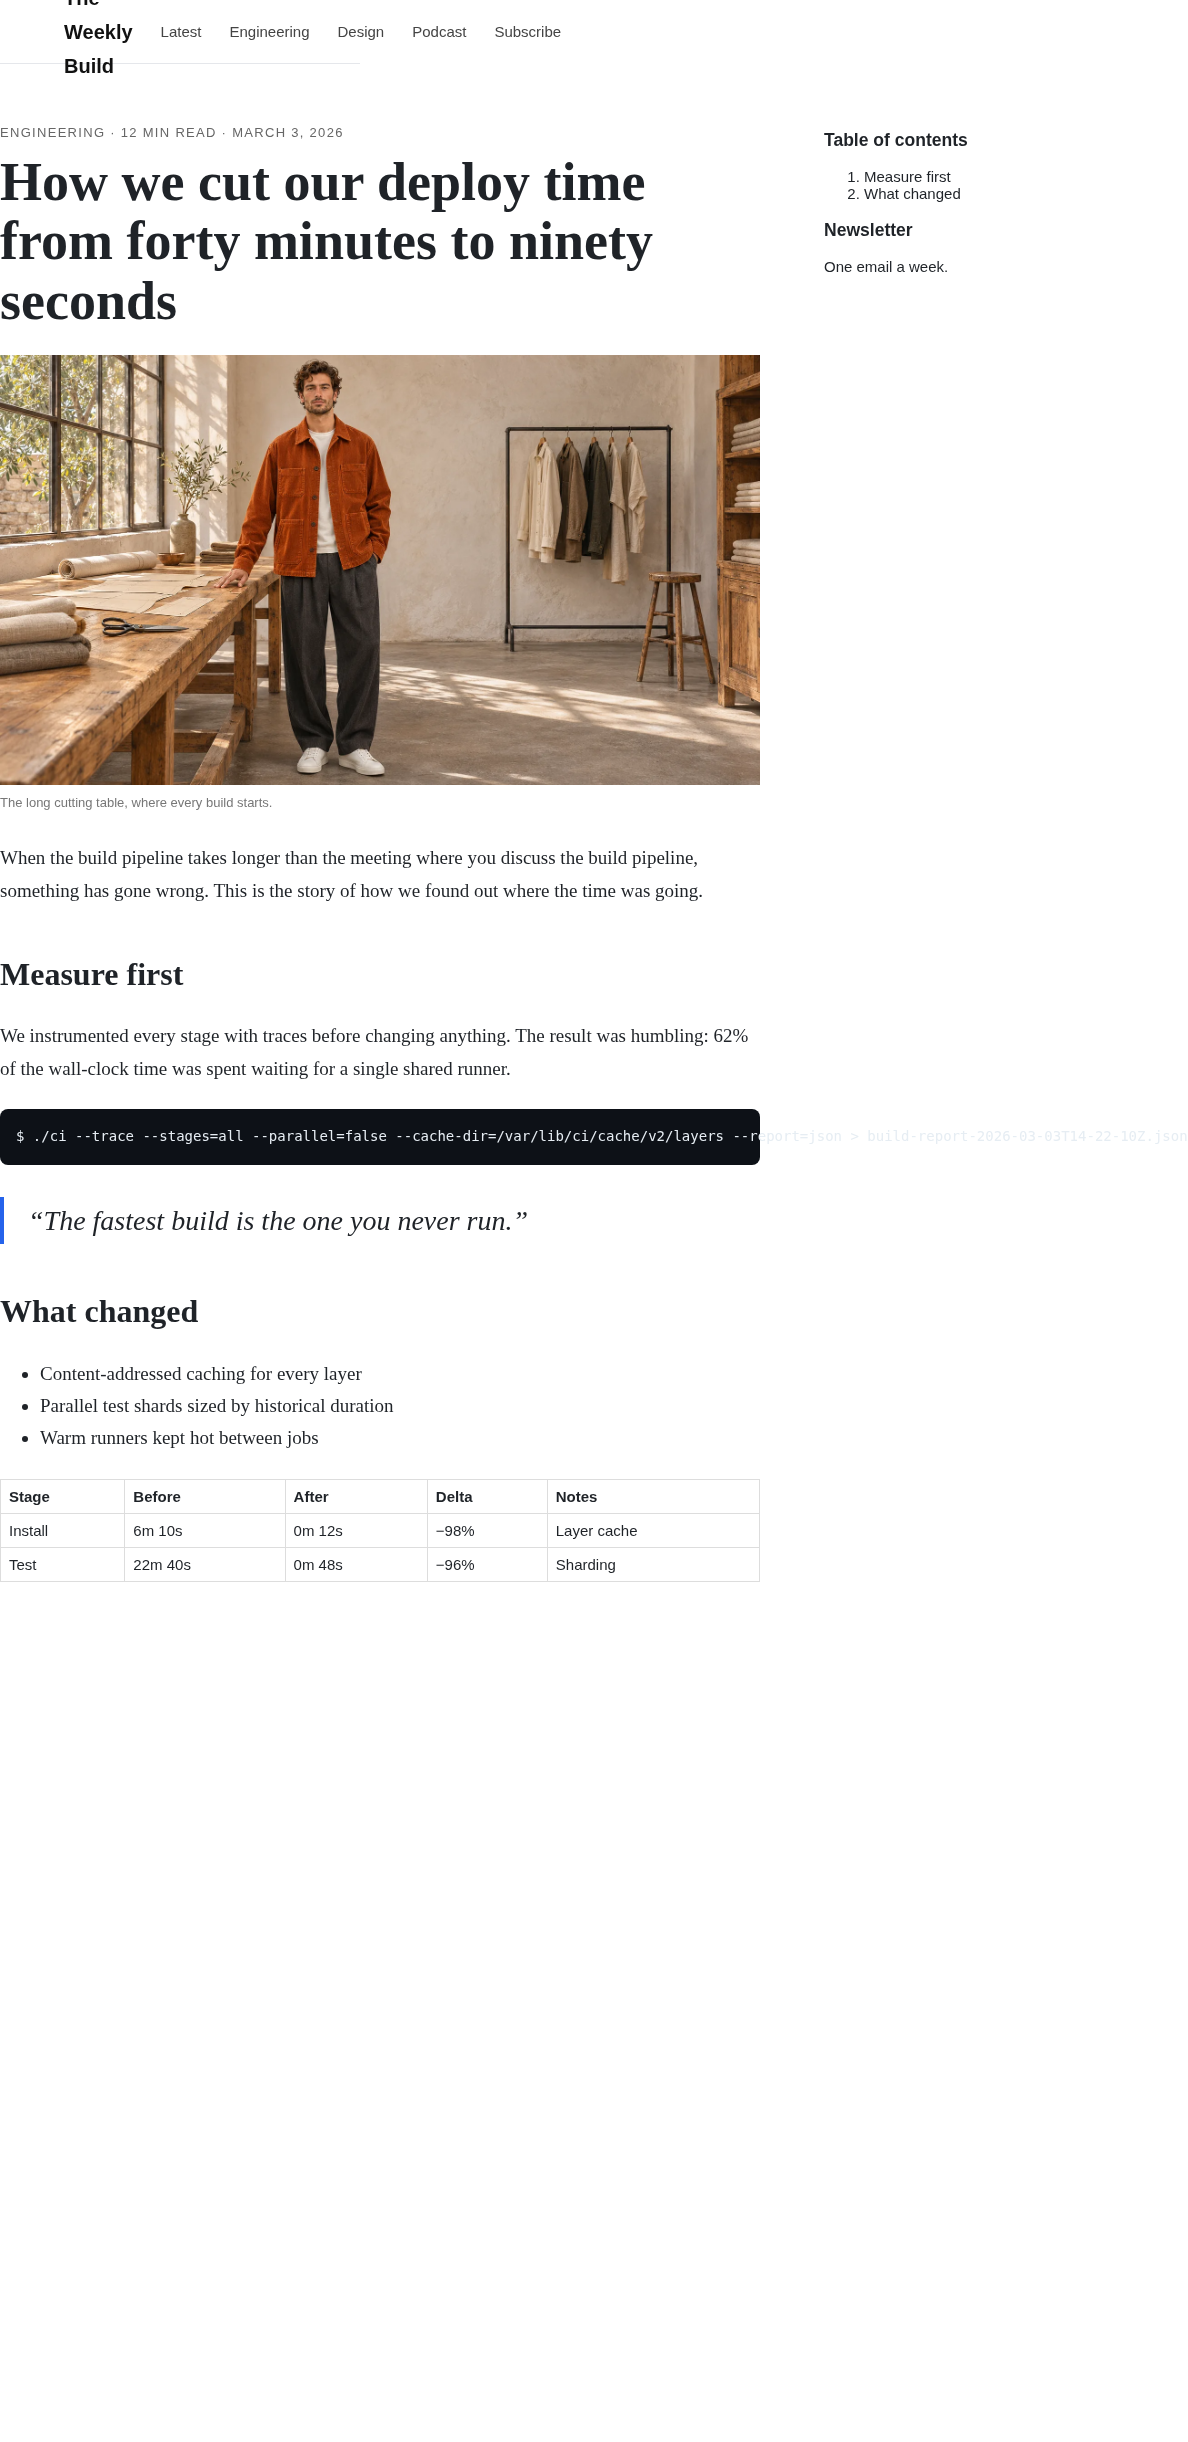 The
Weekly
Build
Latest
Engineering
Design
Podcast
Subscribe
ENGINEERING · 12 MIN READ · MARCH 3, 2026
How we cut our deploy time
from forty minutes to ninety
seconds
The long cutting table, where every build starts.
When the build pipeline takes longer than the meeting where you discuss the build pipeline,
something has gone wrong. This is the story of how we found out where the time was going.
Measure first
We instrumented every stage with traces before changing anything. The result was humbling: 62%
of the wall-clock time was spent waiting for a single shared runner.
$ ./ci --trace --stages=all --parallel=false --cache-dir=/var/lib/ci/cache/v2/layers --report=json > build-report-2026-03-03T14-22-10Z.json
“The fastest build is the one you never run.”
What changed
• Content-addressed caching for every layer
• Parallel test shards sized by historical duration
• Warm runners kept hot between jobs
Stage Before After Delta Notes
Install 6m 10s 0m 12s −98% Layer cache
Test 22m 40s 0m 48s −96% Sharding
Table of contents
1. Measure first
2. What changed
Newsletter
One email a week.